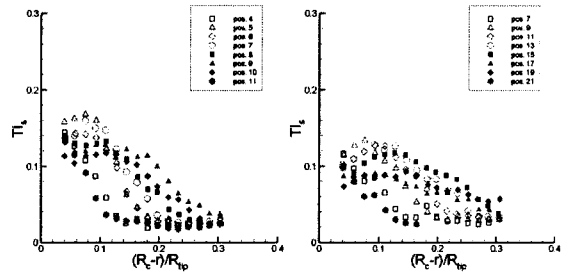 0.3
0.2
0.1
0
TI_s
0
0.1
0.2
0.3
0.4
(R_c-r)/R_tip
pos. 4
pos. 5
pos. 6
pos. 7
pos. 8
pos. 9
pos. 10
pos. 11
0.3
0.2
0.1
0
TI_s
0
0.1
0.2
0.3
0.4
(R_c-r)/R_tip
pos. 7
pos. 9
pos. 11
pos. 13
pos. 15
pos. 17
pos. 19
pos. 21